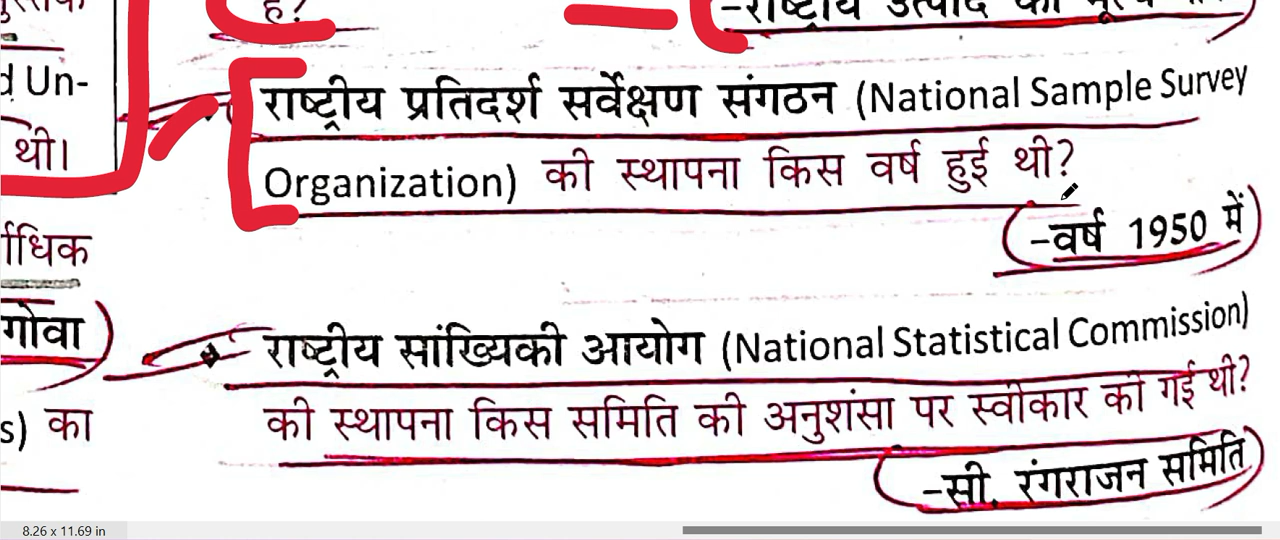 है?
–राष्ट्रीय उत्पाद का मूल्य
d Un-
थी।
राष्ट्रीय प्रतिदर्श सर्वेक्षण संगठन (National Sample Survey
Organization) की स्थापना किस वर्ष हुई थी?
–वर्ष 1950 में
र्गाधिक
गोवा
राष्ट्रीय सांख्यिकी आयोग (National Statistical Commission)
की स्थापना किस समिति की अनुशंसा पर स्वीकार की गई थी?
s) का
–सी. रंगराजन समिति
8.26 x 11.69 in